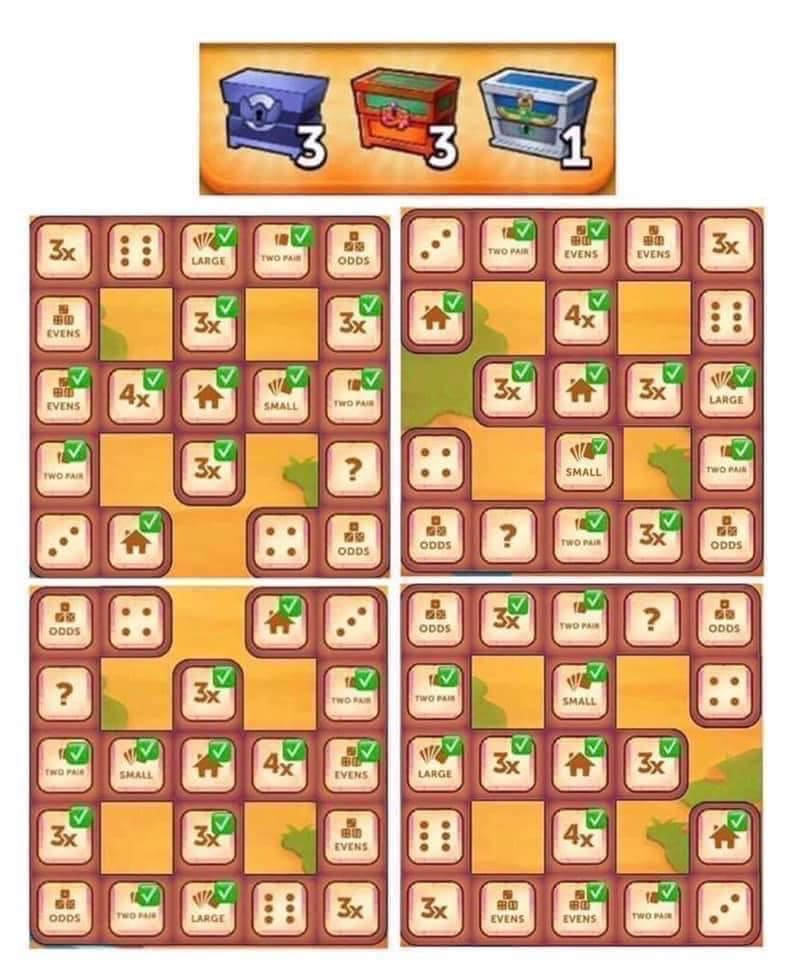 3 3 1
3x LARGE TWO PAIR ODDS
EVENS 3x 3x
EVENS 4x SMALL TWO PAIR
TWO PAIR 3x ?
ODDS
TWO PAIR EVENS EVENS 3x
4x
3x 3x LARGE
SMALL TWO PAIR
ODDS ? TWO PAIR 3x ODDS
ODDS
? 3x TWO PAIR
TWO PAIR SMALL 4x EVENS
3x 3x EVENS
ODDS TWO PAIR LARGE 3x
ODDS 3x TWO PAIR ? ODDS
TWO PAIR SMALL
LARGE 3x 3x
4x
3x EVENS EVENS TWO PAIR